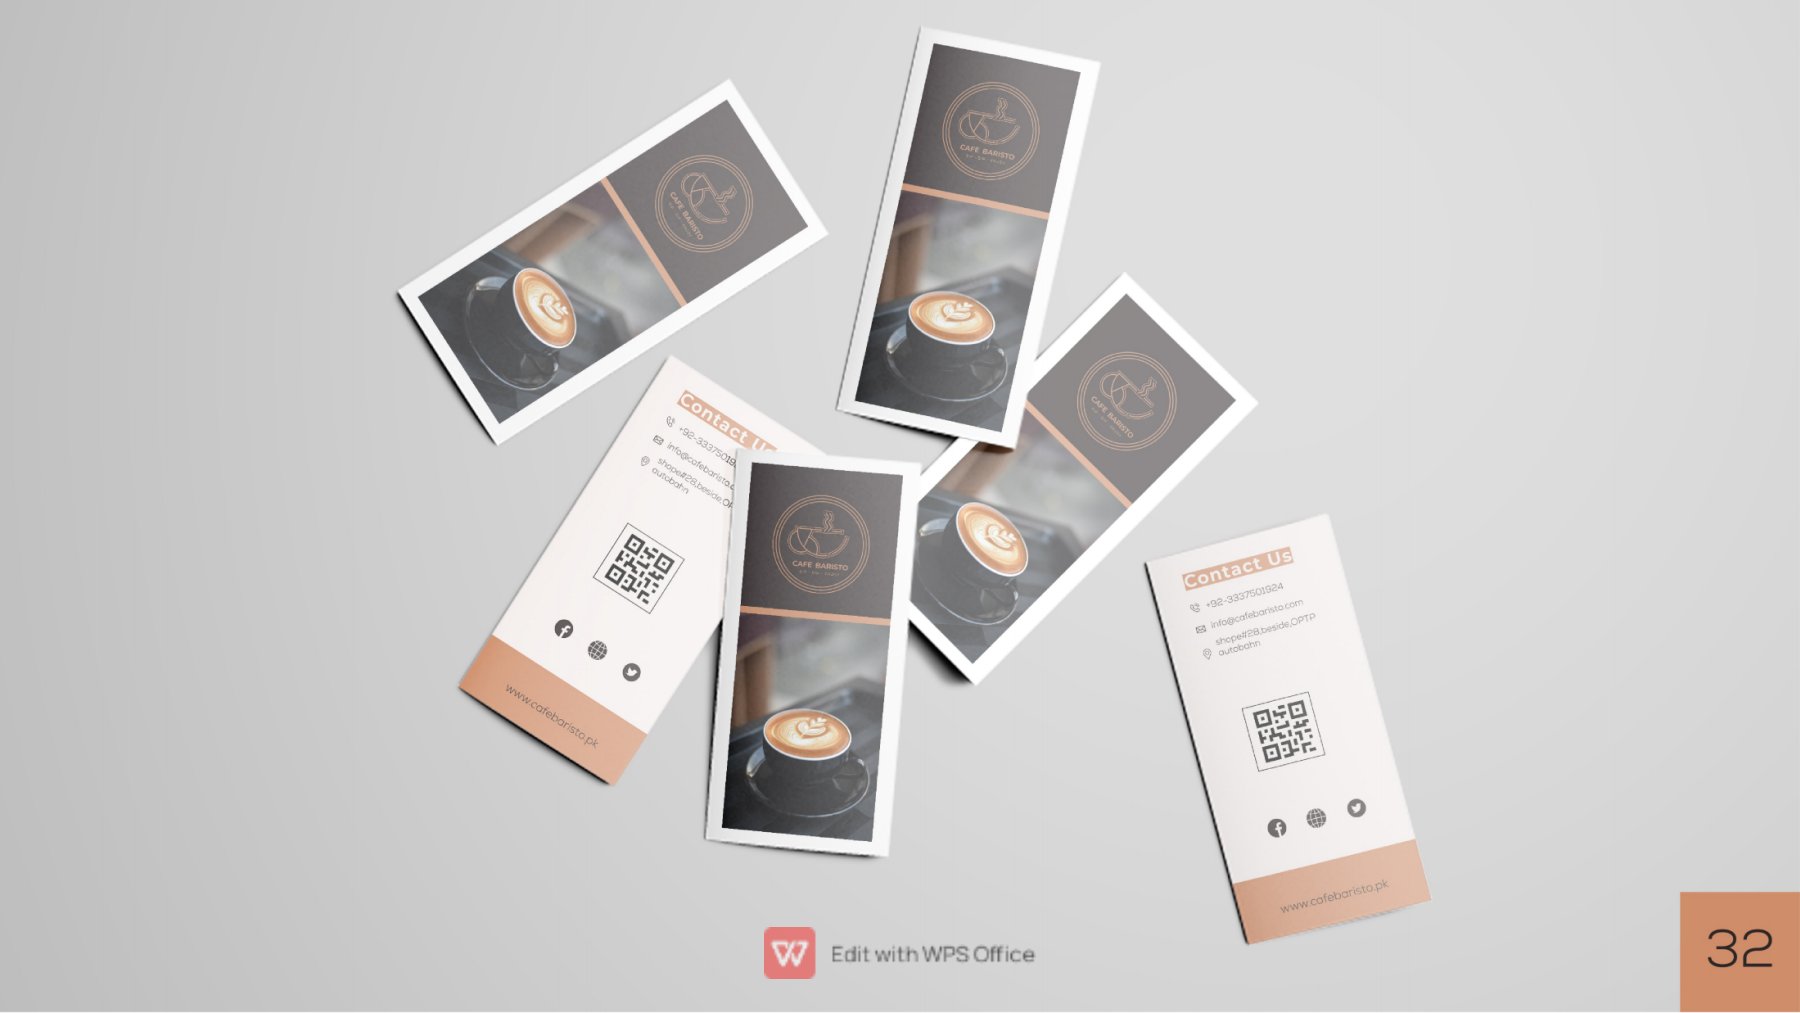 CAFE BARISTO
CAFE BARISTO
CAFE BARISTO
Contact Us
+92-33375019
info@cafebaristo.c
shope#28,beside,OP
autobahn
www.cafebaristo.pk
CAFE BARISTO
Contact Us
+92-3337501924
info@cafebaristo.com
shope#28,beside,OPTP
autobahn
www.cafebaristo.pk
Edit with WPS Office
32